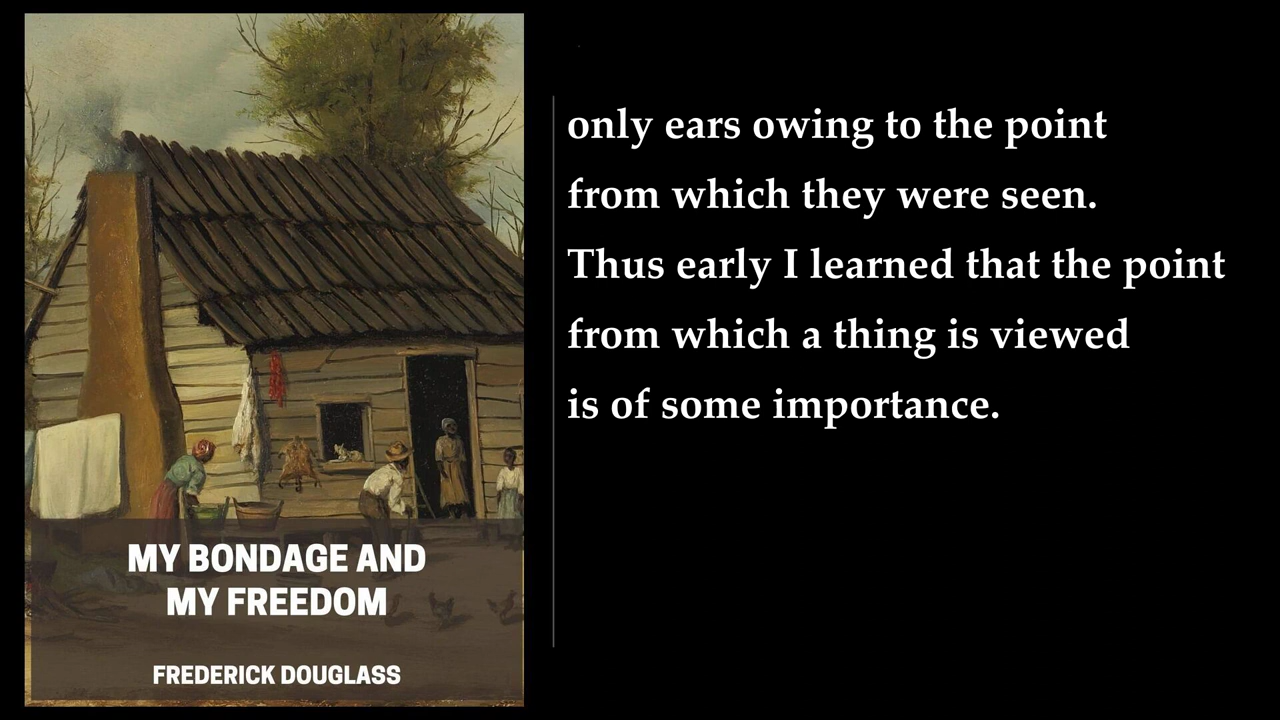 only ears owing to the point
from which they were seen.
Thus early I learned that the point
from which a thing is viewed
is of some importance.
MY BONDAGE AND
MY FREEDOM
FREDERICK DOUGLASS